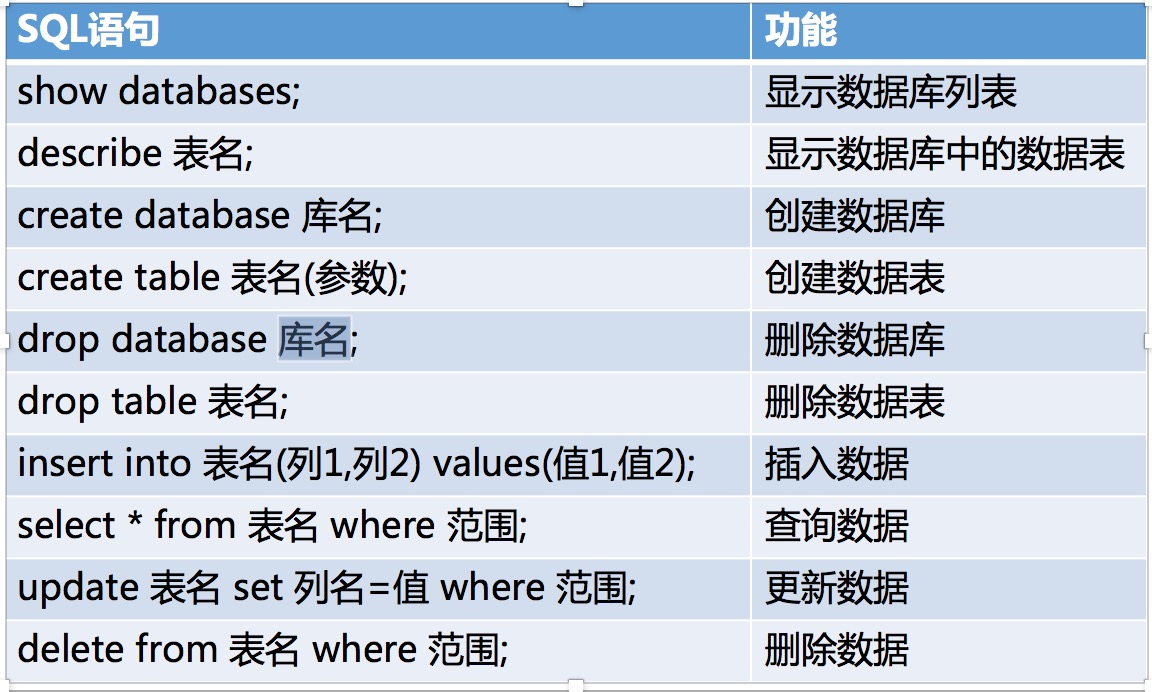 SQL语句 功能
show databases; 显示数据库列表
describe 表名; 显示数据库中的数据表
create database 库名; 创建数据库
create table 表名(参数); 创建数据表
drop database 库名; 删除数据库
drop table 表名; 删除数据表
insert into 表名(列1,列2) values(值1,值2); 插入数据
select * from 表名 where 范围; 查询数据
update 表名 set 列名=值 where 范围; 更新数据
delete from 表名 where 范围; 删除数据